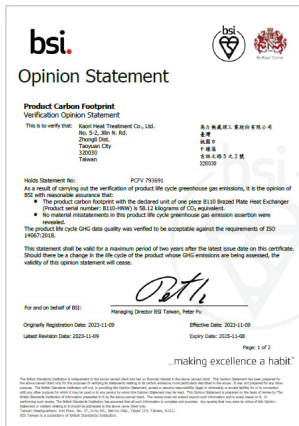 bsi.
bsi
By Royal Charter
Opinion Statement
Product Carbon Footprint
Verification Opinion Statement
This is to verify that: Kaori Heat Treatment Co., Ltd. 高力熱處理工業股份有限公司
No. 5-2, Jilin N. Rd. 臺灣
Zhongli Dist. 桃園市
Taoyuan City 中壢區
320030 吉林北路5之2號
Taiwan 320030
Holds Statement No: PCFV 793691
As a result of carrying out the verification of product life cycle greenhouse gas emissions, it is the opinion of
BSI with reasonable assurance that:
• The product carbon footprint with the declared unit of one piece B110 Brazed Plate Heat Exchanger
(Product serial number: B110-HNW) is 58.12 kilograms of CO₂ equivalent.
• No material misstatements in this product life cycle greenhouse gas emission assertion were
revealed.
The product life cycle GHG data quality was verified to be acceptable against the requirements of ISO
14067:2018.
This statement shall be valid for a maximum period of two years after the latest issue date on this certificate.
Should there be a change in the life cycle of the product whose GHG emissions are being assessed, the
validity of this opinion statement will cease.
For and on behalf of BSI:
Managing Director BSI Taiwan, Peter Pu
Originally Registration Date: 2023-11-09 Effective Date: 2023-11-09
Latest Revision Date: 2023-11-09 Expiry Date: 2025-11-08
Page: 1 of 2
...making excellence a habit.™